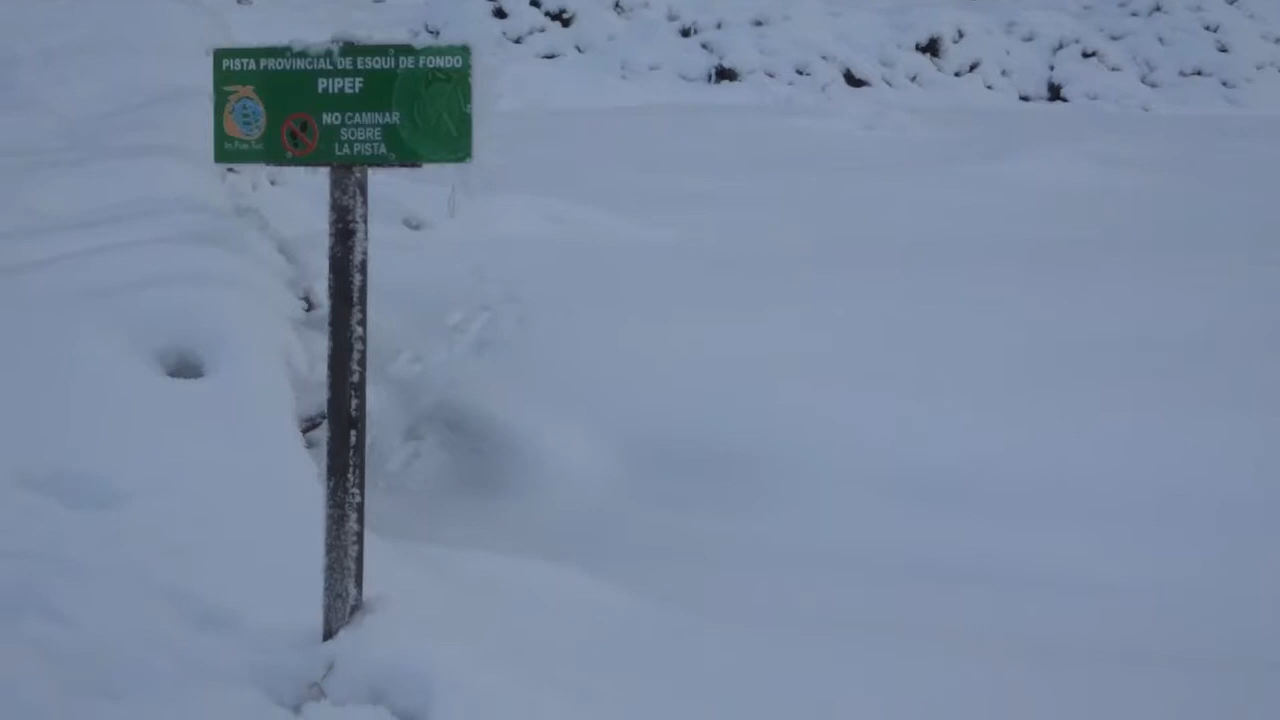 PISTA PROVINCIAL DE ESQUI DE FONDO
PIPEF
NO CAMINAR
SOBRE
LA PISTA